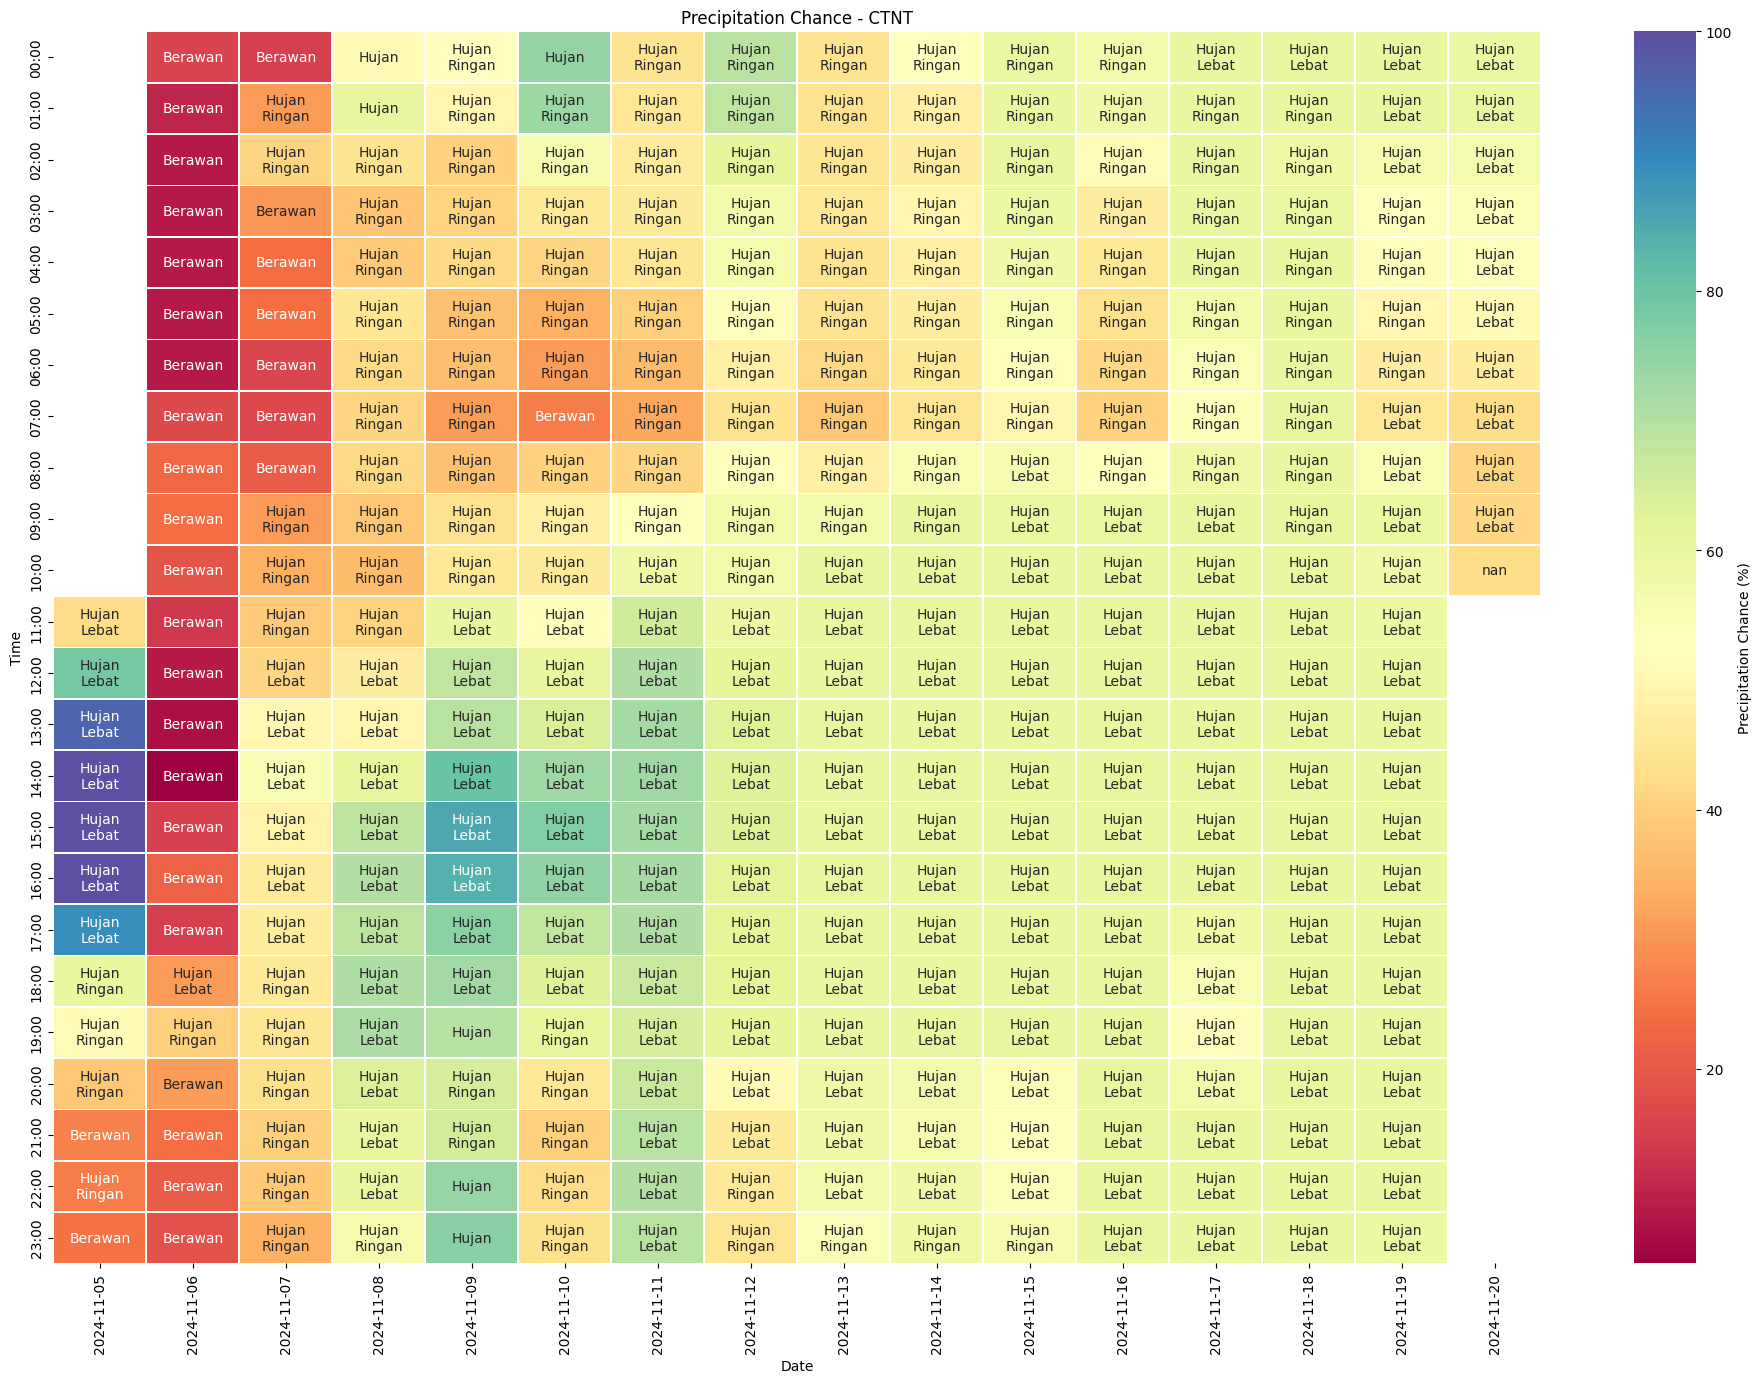 Precipitation Chance - CTNT
00:00 Berawan Berawan Hujan Hujan Ringan Hujan Hujan Ringan Hujan Ringan Hujan Ringan Hujan Ringan Hujan Ringan Hujan Ringan Hujan Lebat Hujan Lebat Hujan Lebat Hujan Lebat
01:00 Berawan Hujan Ringan Hujan Hujan Ringan Hujan Ringan Hujan Ringan Hujan Ringan Hujan Ringan Hujan Ringan Hujan Ringan Hujan Ringan Hujan Ringan Hujan Ringan Hujan Lebat Hujan Lebat
02:00 Berawan Hujan Ringan Hujan Ringan Hujan Ringan Hujan Ringan Hujan Ringan Hujan Ringan Hujan Ringan Hujan Ringan Hujan Ringan Hujan Ringan Hujan Ringan Hujan Ringan Hujan Lebat Hujan Lebat
03:00 Berawan Berawan Hujan Ringan Hujan Ringan Hujan Ringan Hujan Ringan Hujan Ringan Hujan Ringan Hujan Ringan Hujan Ringan Hujan Ringan Hujan Ringan Hujan Ringan Hujan Ringan Hujan Lebat
04:00 Berawan Berawan Hujan Ringan Hujan Ringan Hujan Ringan Hujan Ringan Hujan Ringan Hujan Ringan Hujan Ringan Hujan Ringan Hujan Ringan Hujan Ringan Hujan Ringan Hujan Ringan Hujan Lebat
05:00 Berawan Berawan Hujan Ringan Hujan Ringan Hujan Ringan Hujan Ringan Hujan Ringan Hujan Ringan Hujan Ringan Hujan Ringan Hujan Ringan Hujan Ringan Hujan Ringan Hujan Ringan Hujan Lebat
06:00 Berawan Berawan Hujan Ringan Hujan Ringan Hujan Ringan Hujan Ringan Hujan Ringan Hujan Ringan Hujan Ringan Hujan Ringan Hujan Ringan Hujan Ringan Hujan Ringan Hujan Ringan Hujan Lebat
07:00 Berawan Berawan Hujan Ringan Hujan Ringan Berawan Hujan Ringan Hujan Ringan Hujan Ringan Hujan Ringan Hujan Ringan Hujan Ringan Hujan Ringan Hujan Ringan Hujan Lebat Hujan Lebat
08:00 Berawan Berawan Hujan Ringan Hujan Ringan Hujan Ringan Hujan Ringan Hujan Ringan Hujan Ringan Hujan Ringan Hujan Lebat Hujan Ringan Hujan Ringan Hujan Ringan Hujan Lebat Hujan Lebat
09:00 Berawan Hujan Ringan Hujan Ringan Hujan Ringan Hujan Ringan Hujan Ringan Hujan Ringan Hujan Ringan Hujan Ringan Hujan Lebat Hujan Lebat Hujan Lebat Hujan Ringan Hujan Lebat Hujan Lebat
10:00 Berawan Hujan Ringan Hujan Ringan Hujan Ringan Hujan Ringan Hujan Lebat Hujan Ringan Hujan Lebat Hujan Lebat Hujan Lebat Hujan Lebat Hujan Lebat Hujan Lebat Hujan Lebat nan
11:00 Hujan Lebat Berawan Hujan Ringan Hujan Ringan Hujan Lebat Hujan Lebat Hujan Lebat Hujan Lebat Hujan Lebat Hujan Lebat Hujan Lebat Hujan Lebat Hujan Lebat Hujan Lebat Hujan Lebat
12:00 Hujan Lebat Berawan Hujan Lebat Hujan Lebat Hujan Lebat Hujan Lebat Hujan Lebat Hujan Lebat Hujan Lebat Hujan Lebat Hujan Lebat Hujan Lebat Hujan Lebat Hujan Lebat Hujan Lebat
13:00 Hujan Lebat Berawan Hujan Lebat Hujan Lebat Hujan Lebat Hujan Lebat Hujan Lebat Hujan Lebat Hujan Lebat Hujan Lebat Hujan Lebat Hujan Lebat Hujan Lebat Hujan Lebat Hujan Lebat
14:00 Hujan Lebat Berawan Hujan Lebat Hujan Lebat Hujan Lebat Hujan Lebat Hujan Lebat Hujan Lebat Hujan Lebat Hujan Lebat Hujan Lebat Hujan Lebat Hujan Lebat Hujan Lebat Hujan Lebat
15:00 Hujan Lebat Berawan Hujan Lebat Hujan Lebat Hujan Lebat Hujan Lebat Hujan Lebat Hujan Lebat Hujan Lebat Hujan Lebat Hujan Lebat Hujan Lebat Hujan Lebat Hujan Lebat Hujan Lebat
16:00 Hujan Lebat Berawan Hujan Lebat Hujan Lebat Hujan Lebat Hujan Lebat Hujan Lebat Hujan Lebat Hujan Lebat Hujan Lebat Hujan Lebat Hujan Lebat Hujan Lebat Hujan Lebat Hujan Lebat
17:00 Hujan Lebat Berawan Hujan Lebat Hujan Lebat Hujan Lebat Hujan Lebat Hujan Lebat Hujan Lebat Hujan Lebat Hujan Lebat Hujan Lebat Hujan Lebat Hujan Lebat Hujan Lebat Hujan Lebat
18:00 Hujan Ringan Hujan Lebat Hujan Ringan Hujan Lebat Hujan Lebat Hujan Lebat Hujan Lebat Hujan Lebat Hujan Lebat Hujan Lebat Hujan Lebat Hujan Lebat Hujan Lebat Hujan Lebat Hujan Lebat
19:00 Hujan Ringan Hujan Ringan Hujan Ringan Hujan Lebat Hujan Hujan Ringan Hujan Lebat Hujan Lebat Hujan Lebat Hujan Lebat Hujan Lebat Hujan Lebat Hujan Lebat Hujan Lebat Hujan Lebat
20:00 Hujan Ringan Berawan Hujan Ringan Hujan Lebat Hujan Ringan Hujan Ringan Hujan Lebat Hujan Lebat Hujan Lebat Hujan Lebat Hujan Lebat Hujan Lebat Hujan Lebat Hujan Lebat Hujan Lebat
21:00 Berawan Berawan Hujan Ringan Hujan Lebat Hujan Ringan Hujan Ringan Hujan Lebat Hujan Lebat Hujan Lebat Hujan Lebat Hujan Lebat Hujan Lebat Hujan Lebat Hujan Lebat Hujan Lebat
22:00 Hujan Ringan Berawan Hujan Ringan Hujan Lebat Hujan Hujan Ringan Hujan Lebat Hujan Ringan Hujan Lebat Hujan Lebat Hujan Lebat Hujan Lebat Hujan Lebat Hujan Lebat Hujan Lebat
23:00 Berawan Berawan Hujan Ringan Hujan Ringan Hujan Hujan Ringan Hujan Lebat Hujan Ringan Hujan Ringan Hujan Ringan Hujan Ringan Hujan Lebat Hujan Lebat Hujan Lebat Hujan Lebat
Time
2024-11-05 2024-11-06 2024-11-07 2024-11-08 2024-11-09 2024-11-10 2024-11-11 2024-11-12 2024-11-13 2024-11-14 2024-11-15 2024-11-16 2024-11-17 2024-11-18 2024-11-19 2024-11-20
Date
100
80
60
40
20
Precipitation Chance (%)